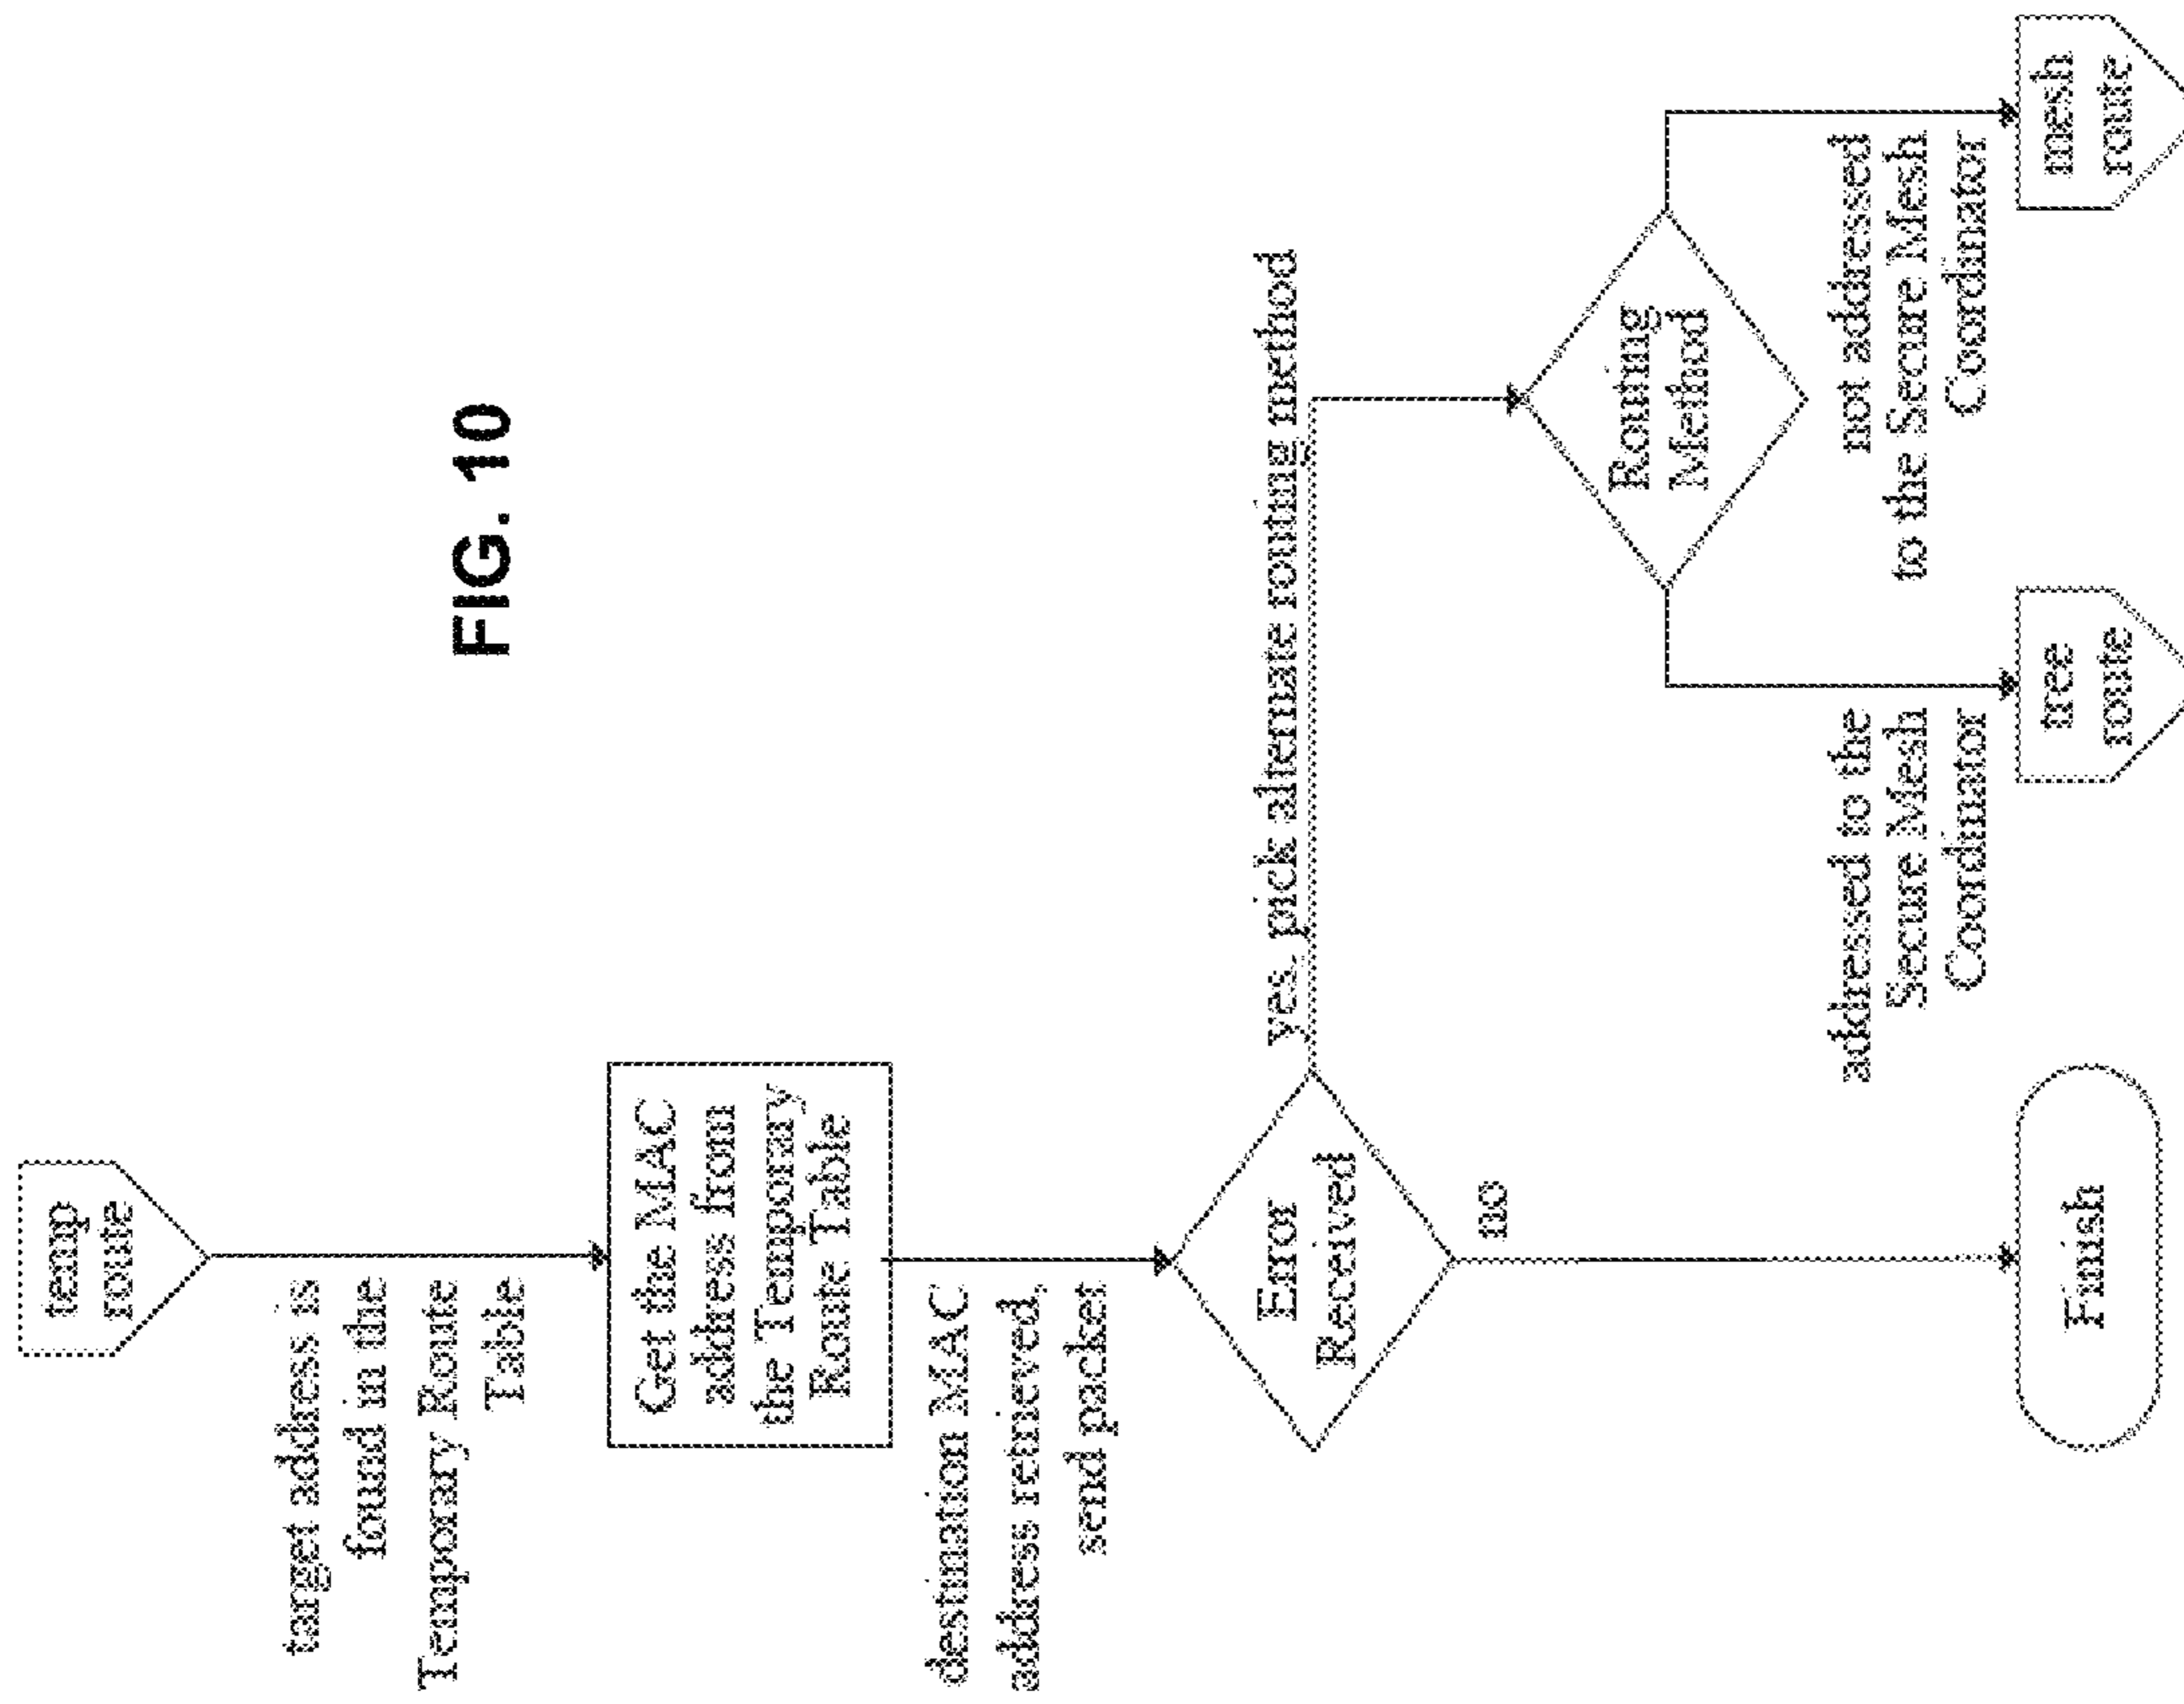 FIG. 10
temp
route
target address is
found in the
Temporary Route
Table
Get the MAC
address from
the Temporary
Route Table
destination MAC
address retrieved,
send packet
Error
Received
yes, pick alternate routing method
no
Routing
Method
addressed to the
Secure Mesh
Coordinator
not addressed
to the Secure Mesh
Coordinator
Finish
tree
route
mesh
route